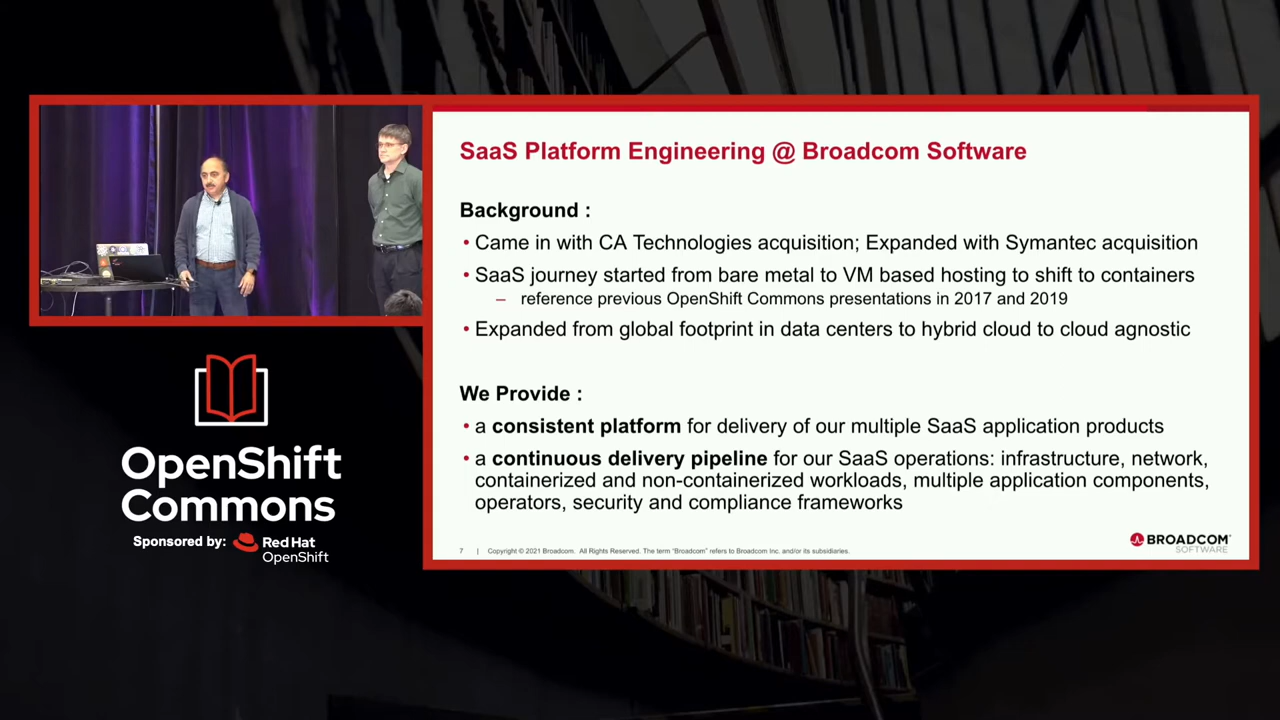 SaaS Platform Engineering @ Broadcom Software
Background :
• Came in with CA Technologies acquisition; Expanded with Symantec acquisition
• SaaS journey started from bare metal to VM based hosting to shift to containers
– reference previous OpenShift Commons presentations in 2017 and 2019
• Expanded from global footprint in data centers to hybrid cloud to cloud agnostic
We Provide :
• a consistent platform for delivery of our multiple SaaS application products
• a continuous delivery pipeline for our SaaS operations: infrastructure, network,
containerized and non-containerized workloads, multiple application components,
operators, security and compliance frameworks
7 | Copyright © 2021 Broadcom. All Rights Reserved. The term “Broadcom” refers to Broadcom Inc. and/or its subsidiaries.
BROADCOM
SOFTWARE
OpenShift
Commons
Sponsored by:
Red Hat
OpenShift